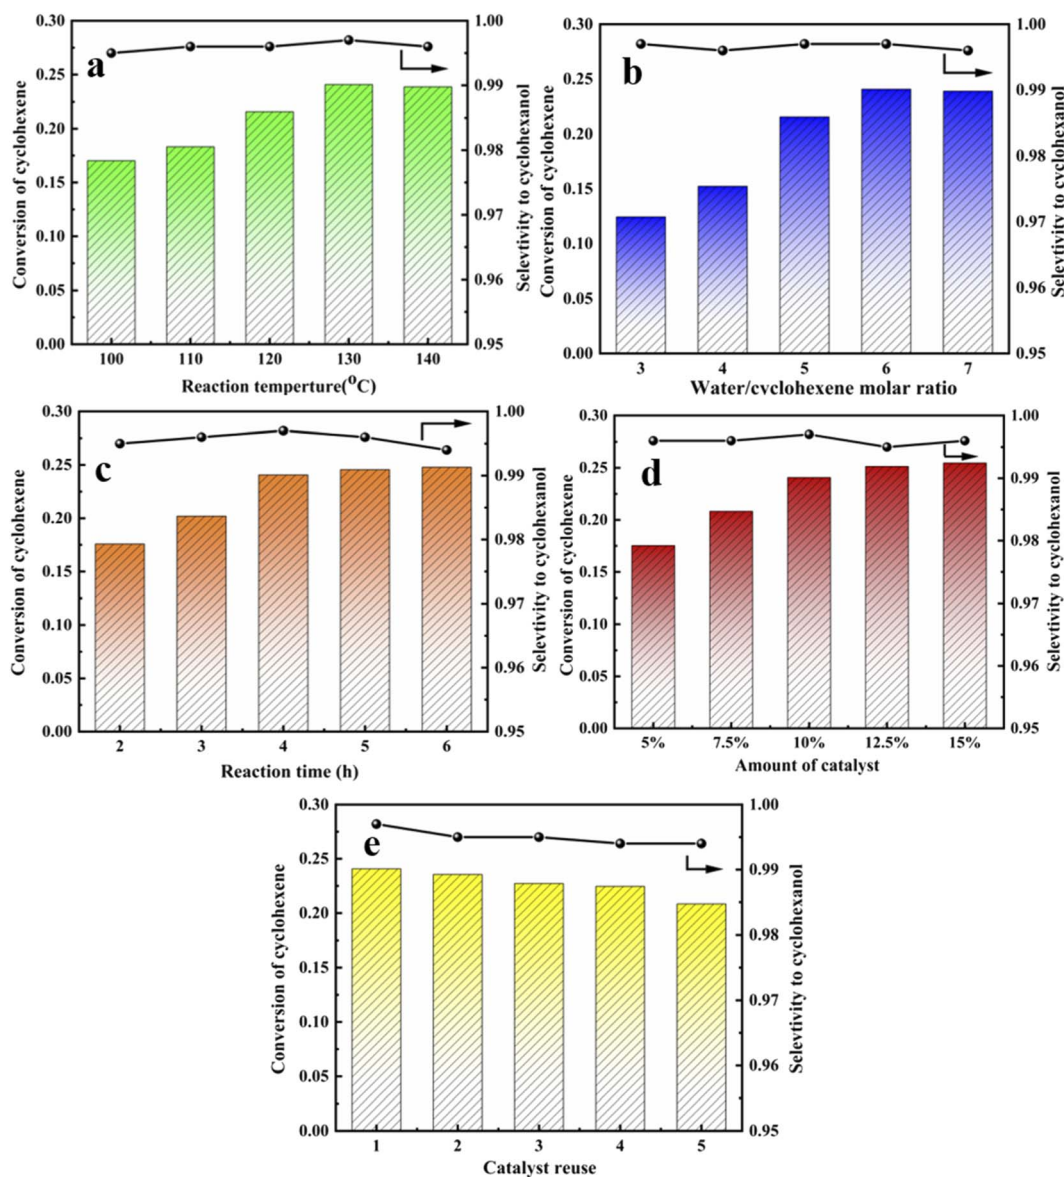 a
Conversion of cyclohexene
0.30
0.25
0.20
0.15
0.10
0.05
0.00
100 110 120 130 140
Reaction temperture(°C)
1.00
0.99
0.98
0.97
0.96
0.95
Selevtivity to cyclohexanol
b
Conversion of cyclohexene
0.30
0.25
0.20
0.15
0.10
0.05
0.00
3 4 5 6 7
Water/cyclohexene molar ratio
1.00
0.99
0.98
0.97
0.96
0.95
Selevtivity to cyclohexanol
c
Conversion of cyclohexene
0.30
0.25
0.20
0.15
0.10
0.05
0.00
2 3 4 5 6
Reaction time (h)
1.00
0.99
0.98
0.97
0.96
0.95
Selevtivity to cyclohexanol
d
Conversion of cyclohexene
0.30
0.25
0.20
0.15
0.10
0.05
0.00
5% 7.5% 10% 12.5% 15%
Amount of catalyst
1.00
0.99
0.98
0.97
0.96
0.95
Selevtivity to cyclohexanol
e
Conversion of cyclohexene
0.30
0.25
0.20
0.15
0.10
0.05
0.00
1 2 3 4 5
Catalyst reuse
1.00
0.99
0.98
0.97
0.96
0.95
Selevtivity to cyclohexanol